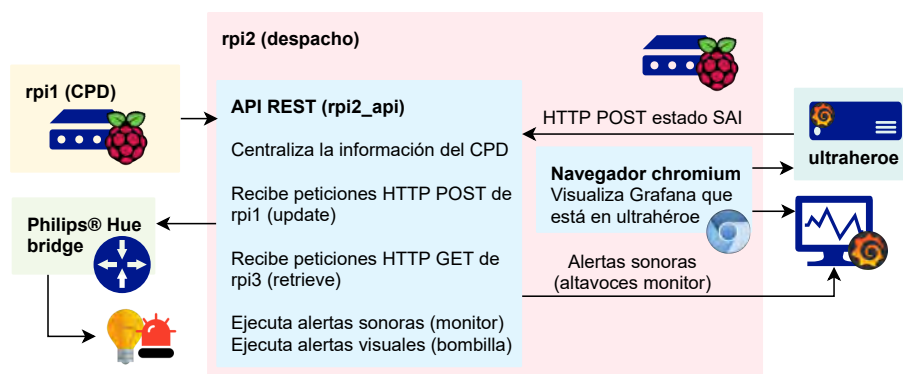 rpi2 (despacho)
rpi1 (CPD)
API REST (rpi2_api)
Centraliza la información del CPD
Recibe peticiones HTTP POST de
rpi1 (update)
Recibe peticiones HTTP GET de
rpi3 (retrieve)
Ejecuta alertas sonoras (monitor)
Ejecuta alertas visuales (bombilla)
HTTP POST estado SAI
ultraheroe
Navegador chromium
Visualiza Grafana que
está en ultrahéroe
Philips® Hue
bridge
Alertas sonoras
(altavoces monitor)